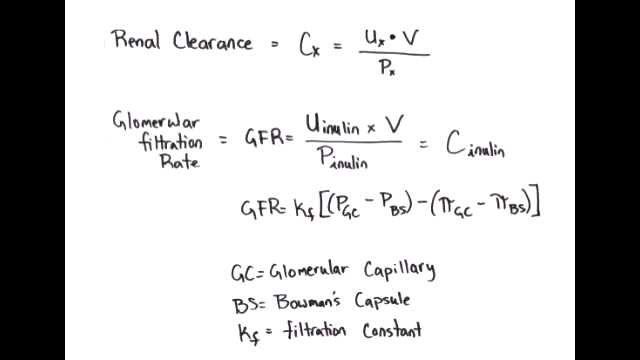 Renal Clearance = Cx = Ux • V / Px
Glomerular filtration Rate = GFR = Uinulin x V / Pinulin = Cinulin
GFR = Kf [(PGC - PBS) - (πGC - πBS)]
GC = Glomerular Capillary
BS = Bowman's Capsule
Kf = filtration Constant